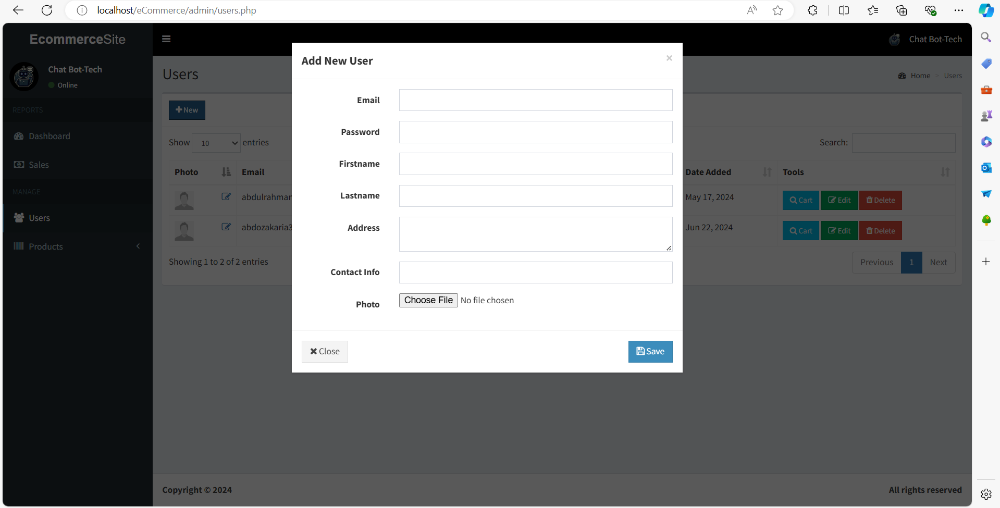 localhost/eCommerce/admin/users.php
EcommerceSite
Chat Bot-Tech
Chat Bot-Tech
Online
Users
Home > Users
REPORTS
Dashboard
Sales
MANAGE
Users
Products
New
Show 10 entries
Search:
Photo Email Date Added Tools
abdulrahman May 17, 2024 Cart Edit Delete
abdozakaria3 Jun 22, 2024 Cart Edit Delete
Showing 1 to 2 of 2 entries
Previous 1 Next
Add New User ×
Email
Password
Firstname
Lastname
Address
Contact Info
Photo Choose File No file chosen
Close Save
Copyright © 2024 All rights reserved